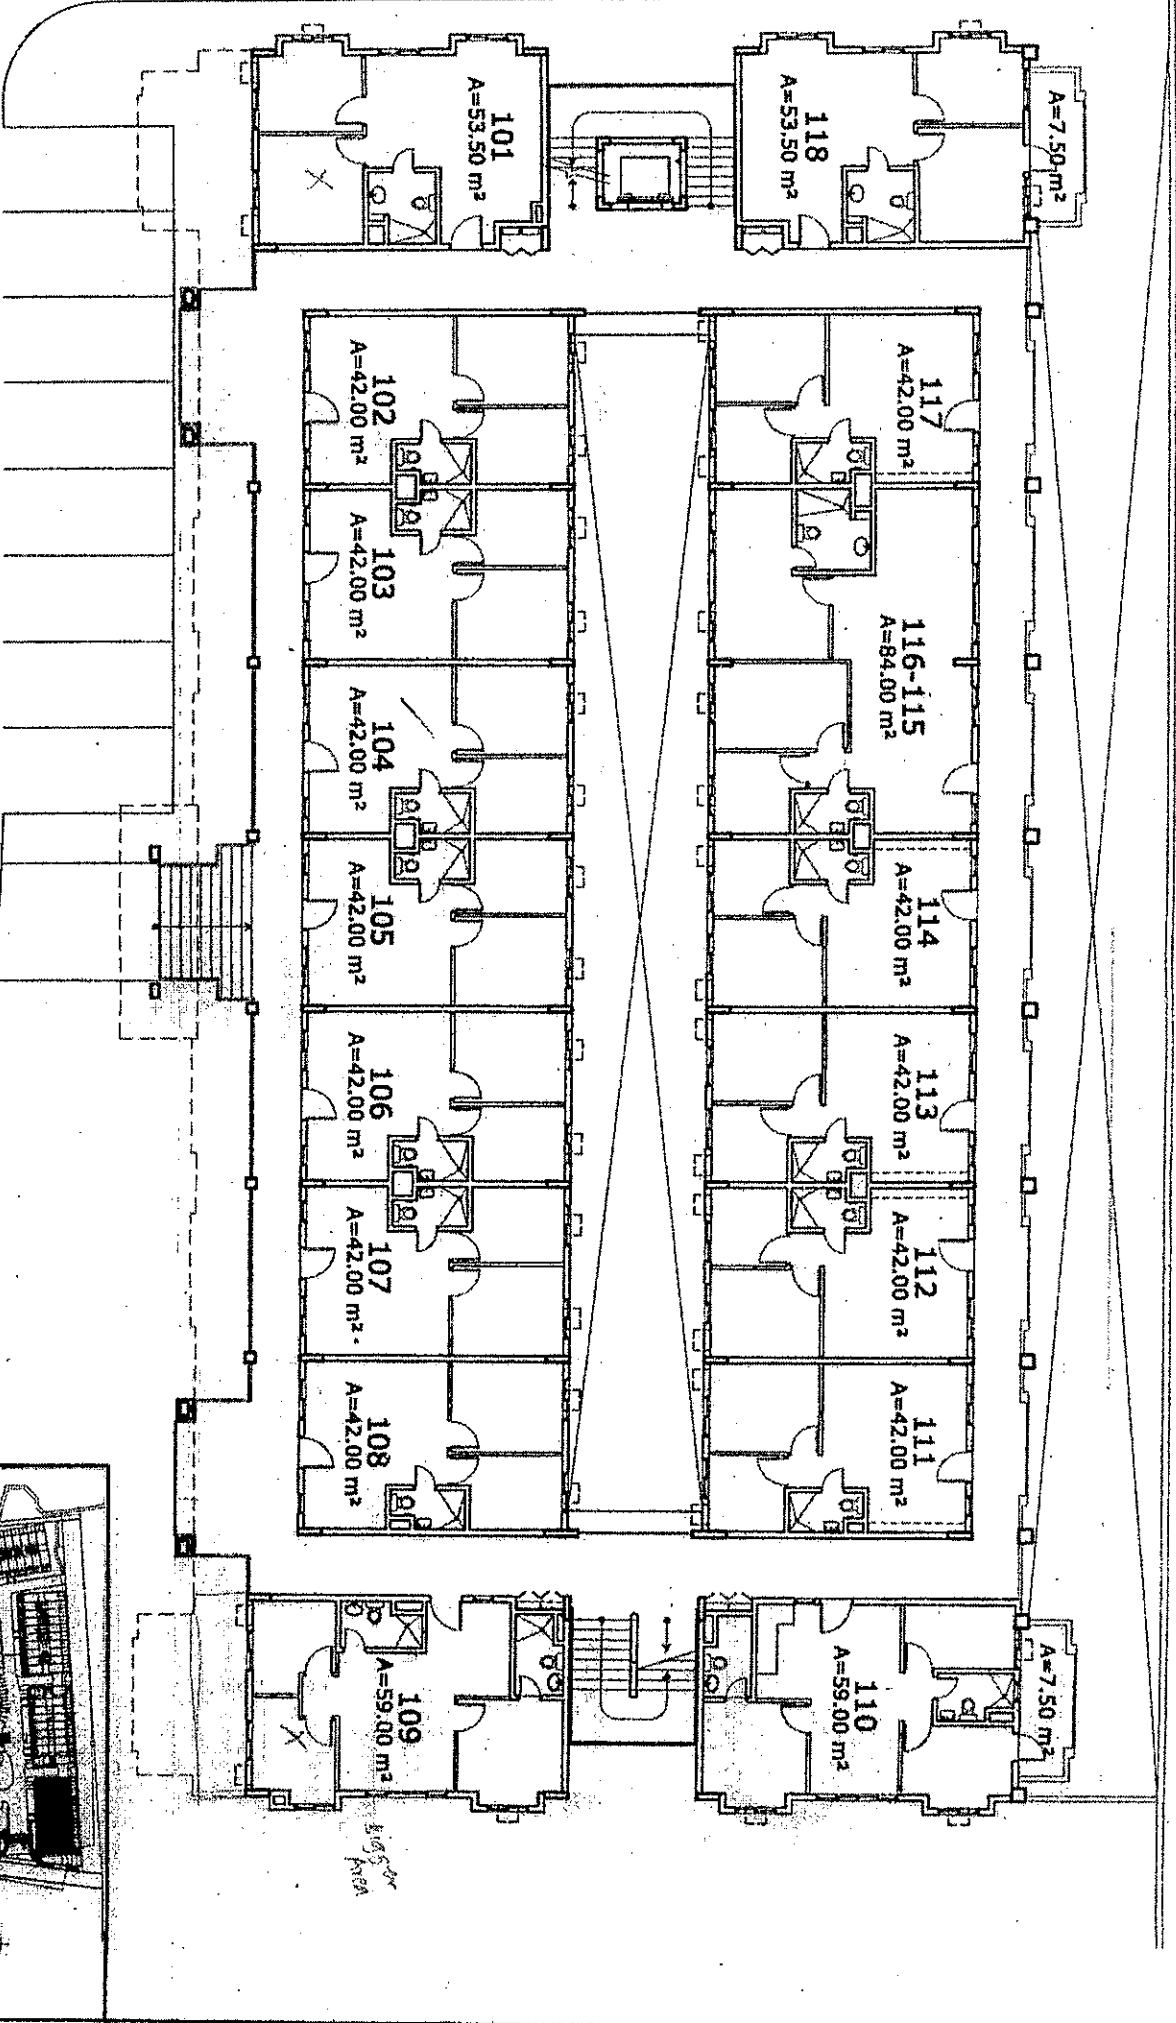 A=7.50 m²
118
A=53.50 m²
101
A=53.50 m²
117
A=42.00 m²
116-115
A=84.00 m²
114
A=42.00 m²
113
A=42.00 m²
112
A=42.00 m²
111
A=42.00 m²
102
A=42.00 m²
103
A=42.00 m²
104
A=42.00 m²
105
A=42.00 m²
106
A=42.00 m²
107
A=42.00 m²
108
A=42.00 m²
A=7.50 m²
110
A=59.00 m²
109
A=59.00 m²
bigger
Area